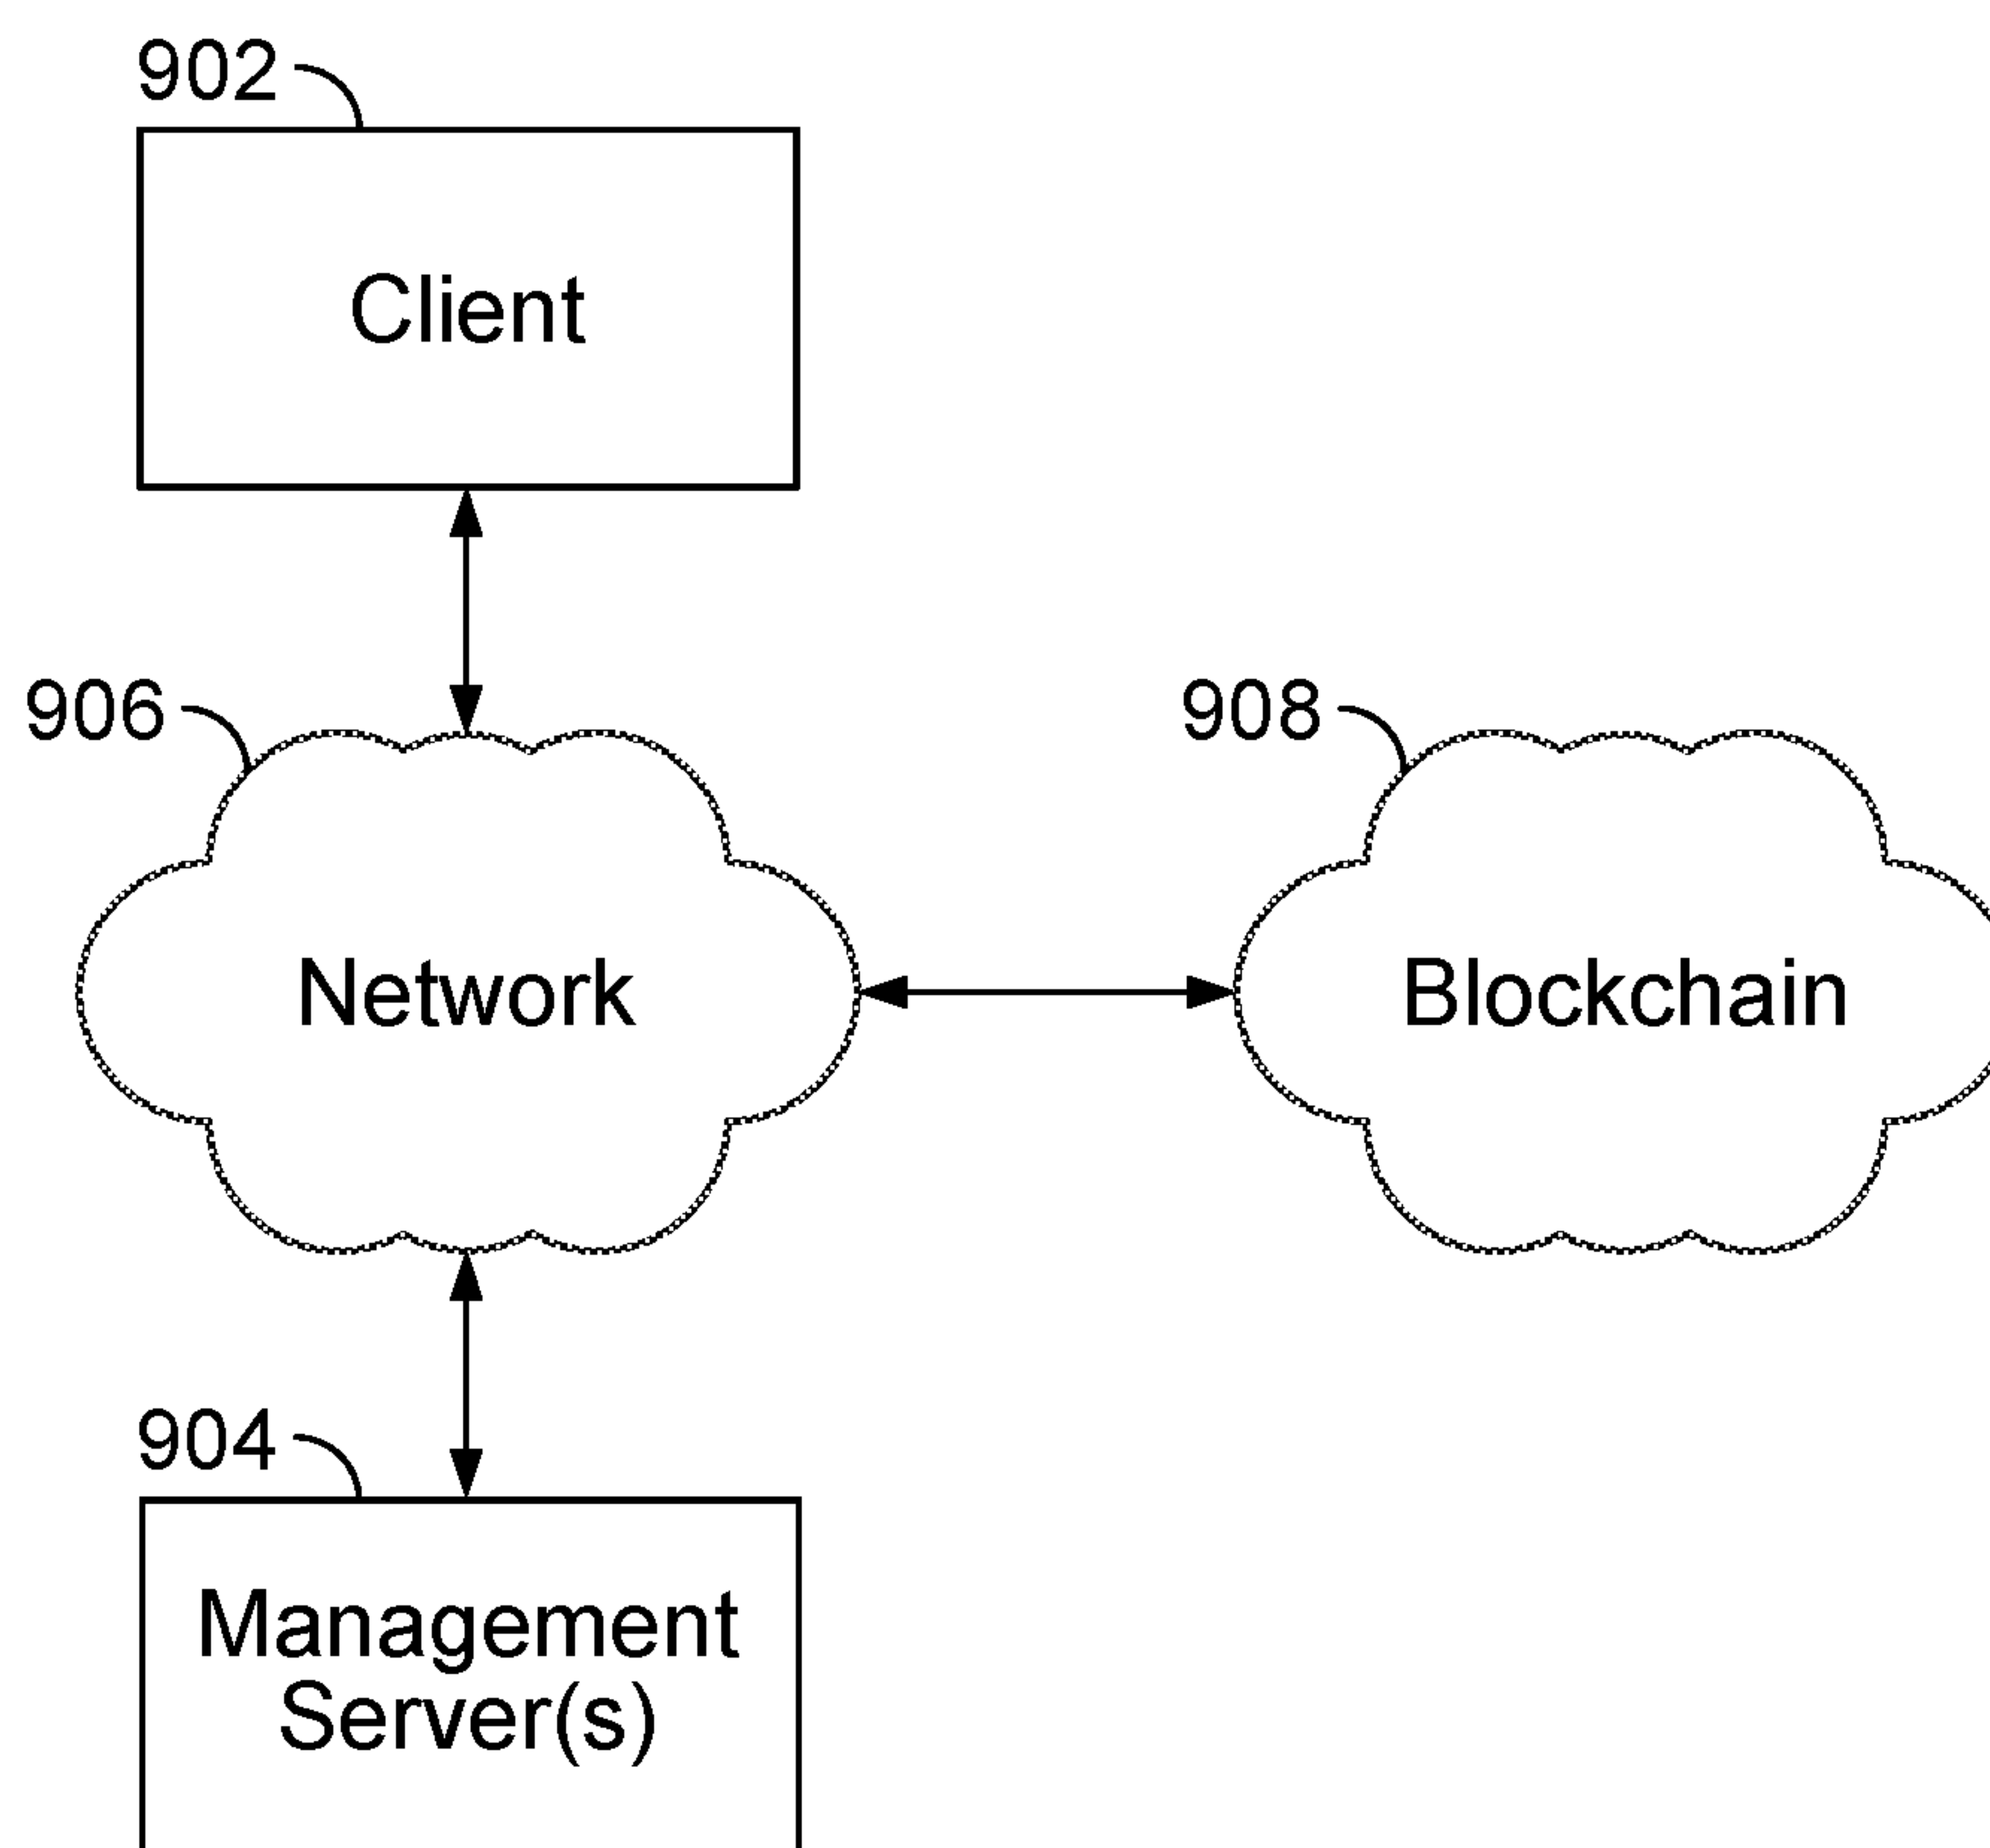 902
Client
906
908
Network
Blockchain
904
Management
Server(s)